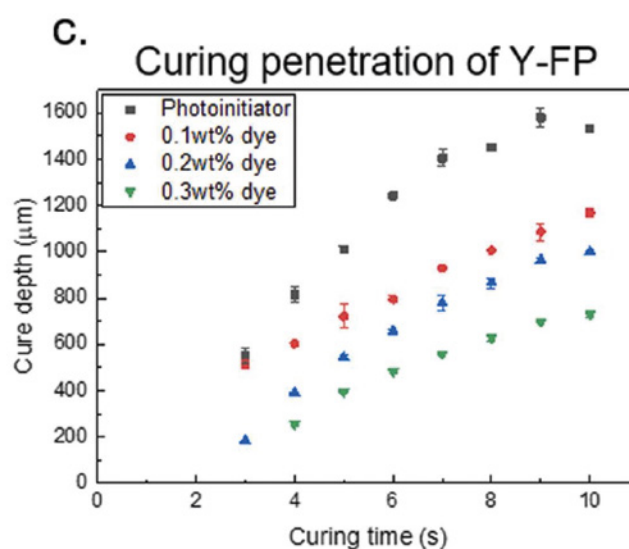 c.
Curing penetration of Y-FP
Photoinitiator
0.1wt% dye
0.2wt% dye
0.3wt% dye
1600
1400
1200
1000
800
600
400
200
0
Cure depth (μm)
0 2 4 6 8 10
Curing time (s)